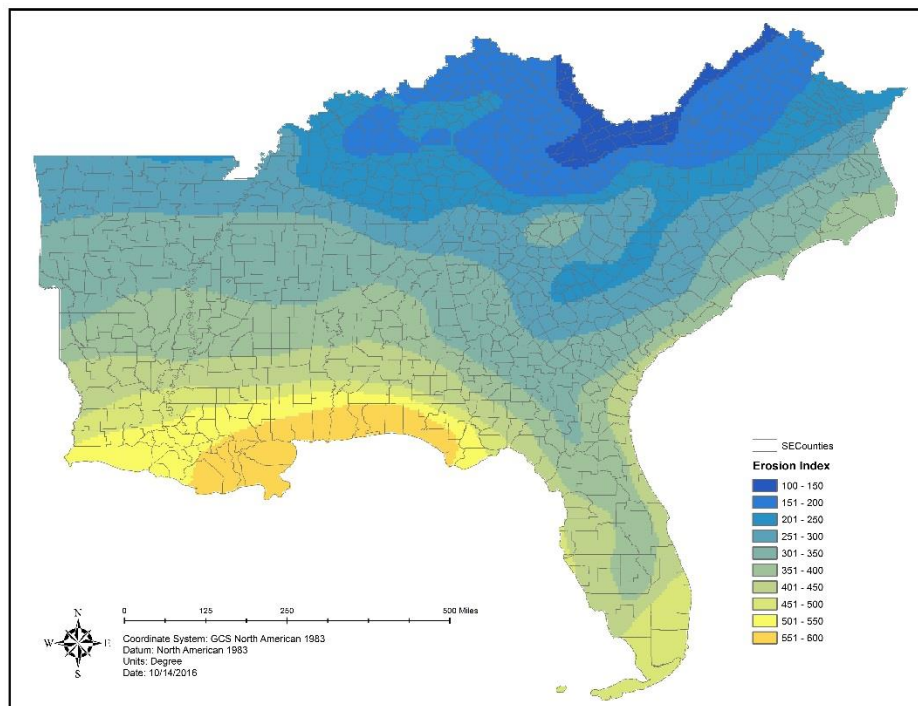 SECounties
Erosion Index
100 - 150
151 - 200
201 - 250
251 - 300
301 - 350
351 - 400
401 - 450
451 - 500
501 - 550
551 - 600
0 125 250 500 Miles
N
W E
S
Coordinate System: GCS North American 1983
Datum: North American 1983
Units: Degree
Date: 10/14/2016